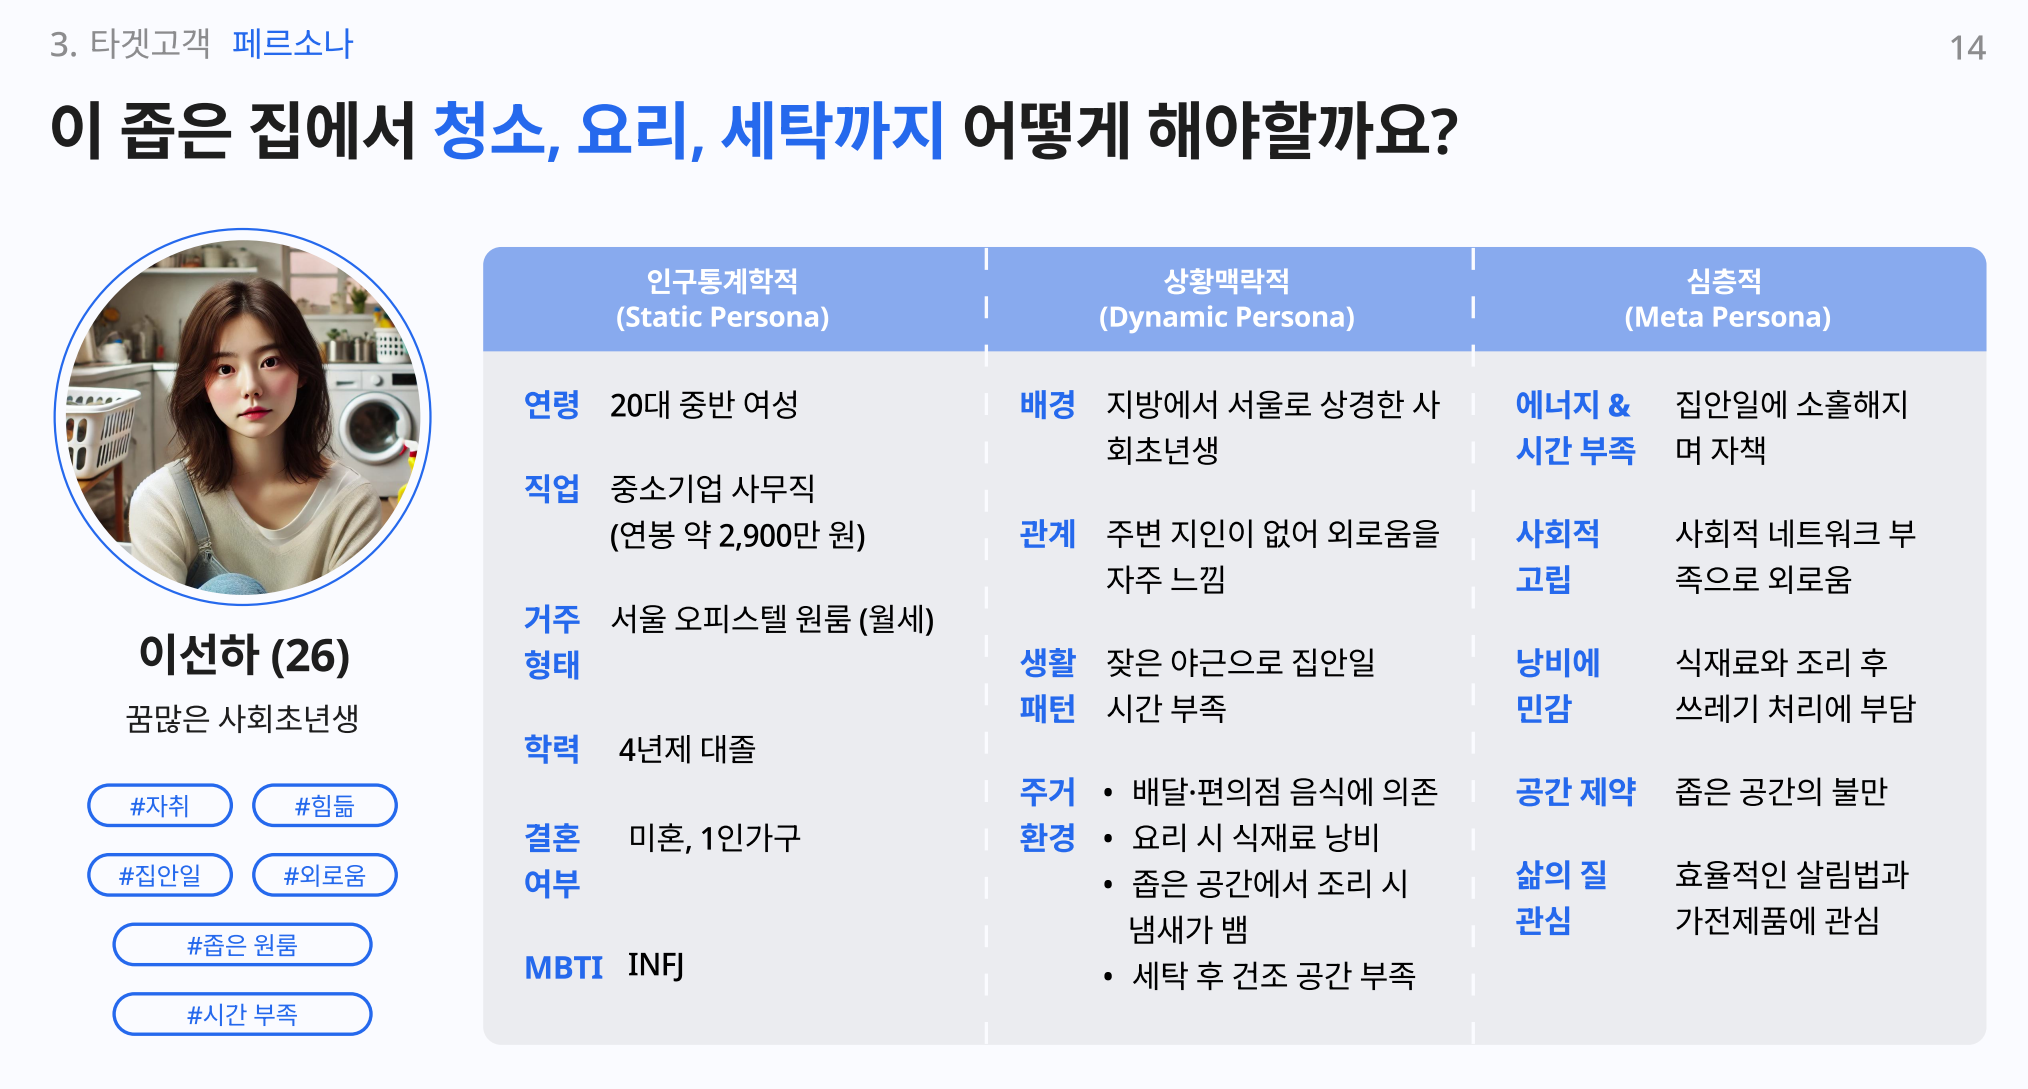 3. 타겟고객 페르소나
14
이 좁은 집에서 청소, 요리, 세탁까지 어떻게 해야할까요?
이선하 (26)
꿈많은 사회초년생
#자취 #힘듦
#집안일 #외로움
#좁은 원룸
#시간 부족
인구통계학적
(Static Persona)
연령 20대 중반 여성
직업 중소기업 사무직
(연봉 약 2,900만 원)
거주 서울 오피스텔 원룸 (월세)
형태
학력 4년제 대졸
결혼 미혼, 1인가구
여부
MBTI INFJ
상황맥락적
(Dynamic Persona)
배경 지방에서 서울로 상경한 사
회초년생
관계 주변 지인이 없어 외로움을
자주 느낌
생활 잦은 야근으로 집안일
패턴 시간 부족
주거 • 배달·편의점 음식에 의존
환경 • 요리 시 식재료 낭비
• 좁은 공간에서 조리 시
냄새가 뱀
• 세탁 후 건조 공간 부족
심층적
(Meta Persona)
에너지 & 집안일에 소홀해지
시간 부족 며 자책
사회적 사회적 네트워크 부
고립 족으로 외로움
낭비에 식재료와 조리 후
민감 쓰레기 처리에 부담
공간 제약 좁은 공간의 불만
삶의 질 효율적인 살림법과
관심 가전제품에 관심